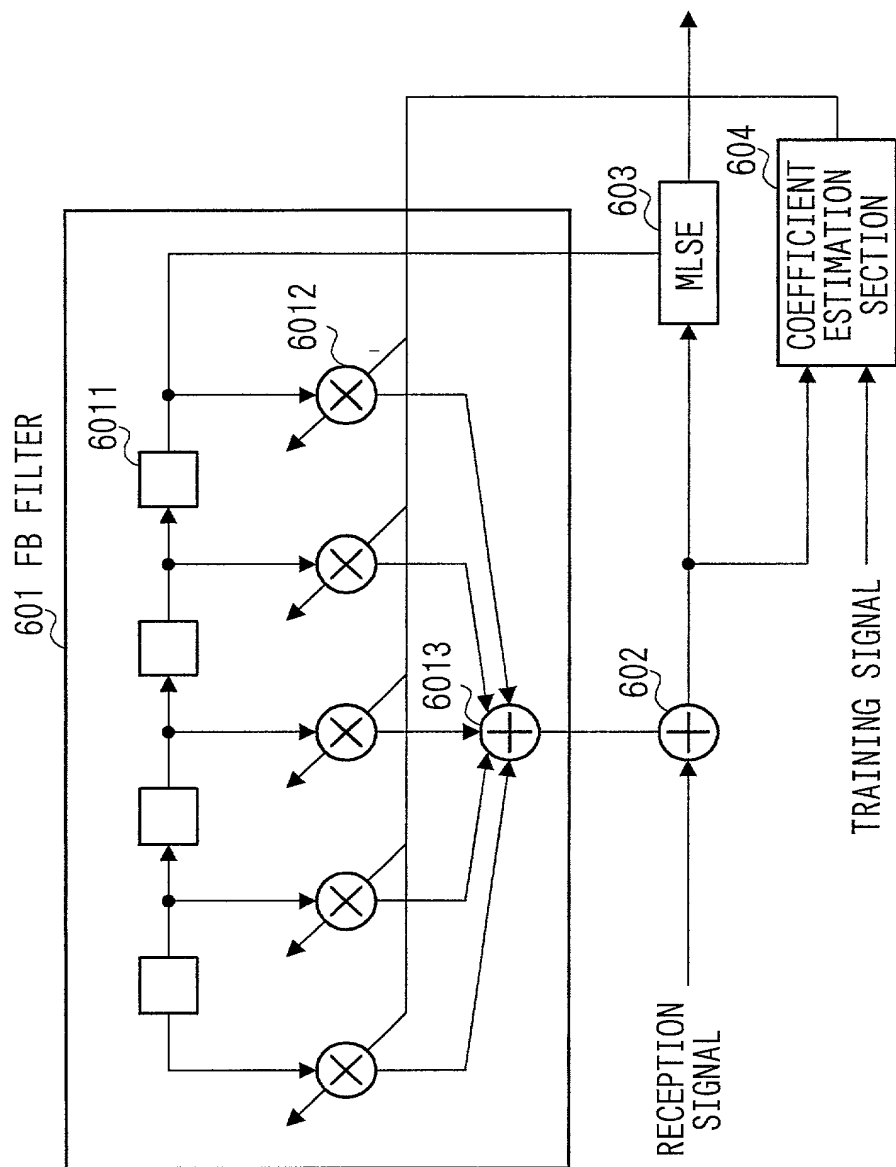 601 FB FILTER
6011
6012
6013
602
603
MLSE
604
COEFFICIENT
ESTIMATION
SECTION
RECEPTION
SIGNAL
TRAINING SIGNAL